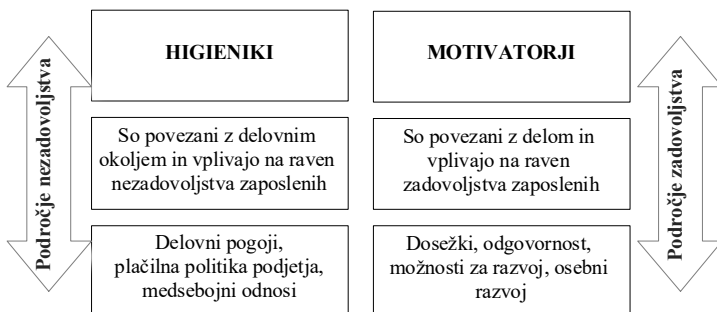 Področje nezadovoljstva
HIGIENIKI
So povezani z delovnim
okoljem in vplivajo na raven
nezadovoljstva zaposlenih
Delovni pogoji,
plačilna politika podjetja,
medsebojni odnosi
MOTIVATORJI
So povezani z delom in
vplivajo na raven
zadovoljstva zaposlenih
Dosežki, odgovornost,
možnosti za razvoj, osebni
razvoj
Področje zadovoljstva